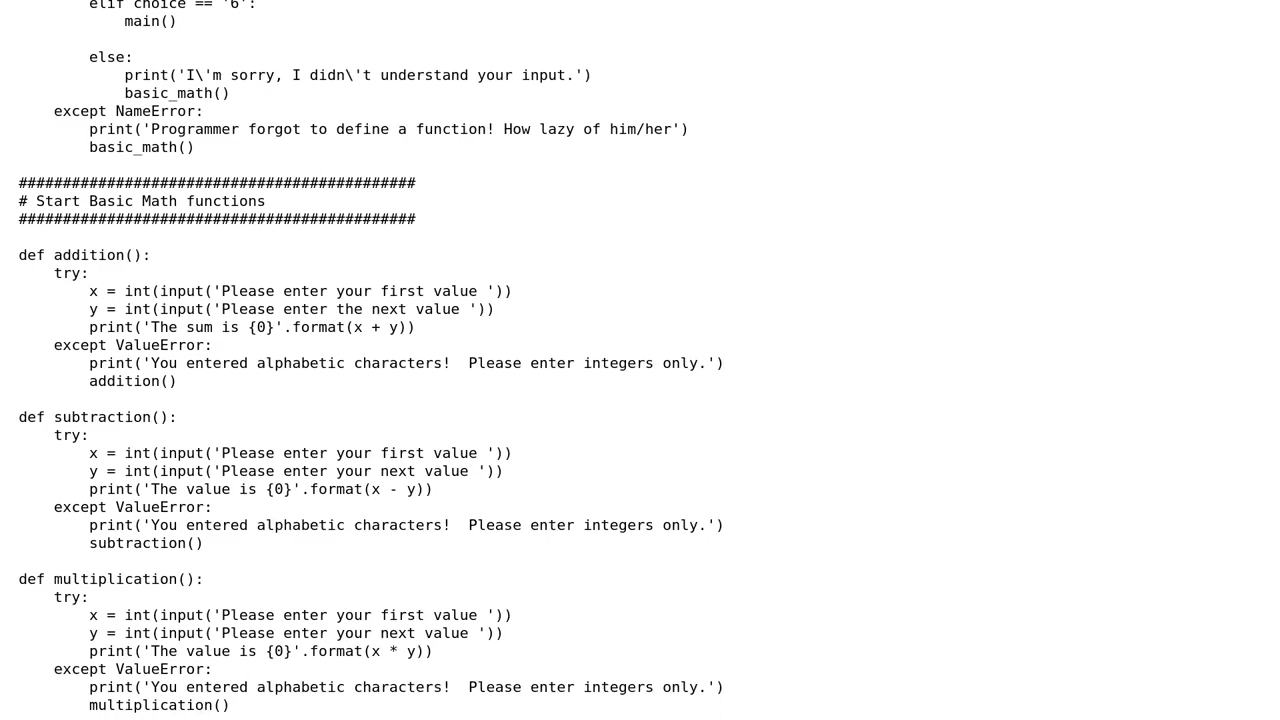 elif choice == '6':
            main()

        else:
            print('I\'m sorry, I didn\'t understand your input.')
            basic_math()
    except NameError:
        print('Programmer forgot to define a function! How lazy of him/her')
        basic_math()

#############################################
# Start Basic Math functions
#############################################

def addition():
    try:
        x = int(input('Please enter your first value '))
        y = int(input('Please enter the next value '))
        print('The sum is {0}'.format(x + y))
    except ValueError:
        print('You entered alphabetic characters!  Please enter integers only.')
        addition()

def subtraction():
    try:
        x = int(input('Please enter your first value '))
        y = int(input('Please enter your next value '))
        print('The value is {0}'.format(x - y))
    except ValueError:
        print('You entered alphabetic characters!  Please enter integers only.')
        subtraction()

def multiplication():
    try:
        x = int(input('Please enter your first value '))
        y = int(input('Please enter your next value '))
        print('The value is {0}'.format(x * y))
    except ValueError:
        print('You entered alphabetic characters!  Please enter integers only.')
        multiplication()